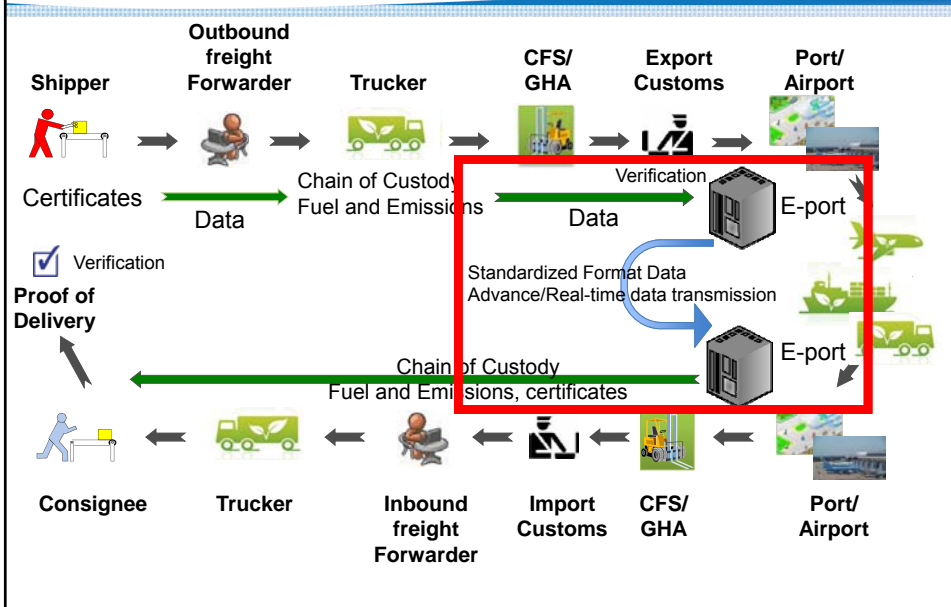 Shipper
Outbound
freight
Forwarder
Trucker
CFS/
GHA
Export
Customs
Port/
Airport
Certificates
Data
Chain of Custody
Fuel and Emissions
Data
Verification
E-port
Verification
Proof of
Delivery
Standardized Format Data
Advance/Real-time data transmission
E-port
Chain of Custody
Fuel and Emissions, certificates
Consignee
Trucker
Inbound
freight
Forwarder
Import
Customs
CFS/
GHA
Port/
Airport